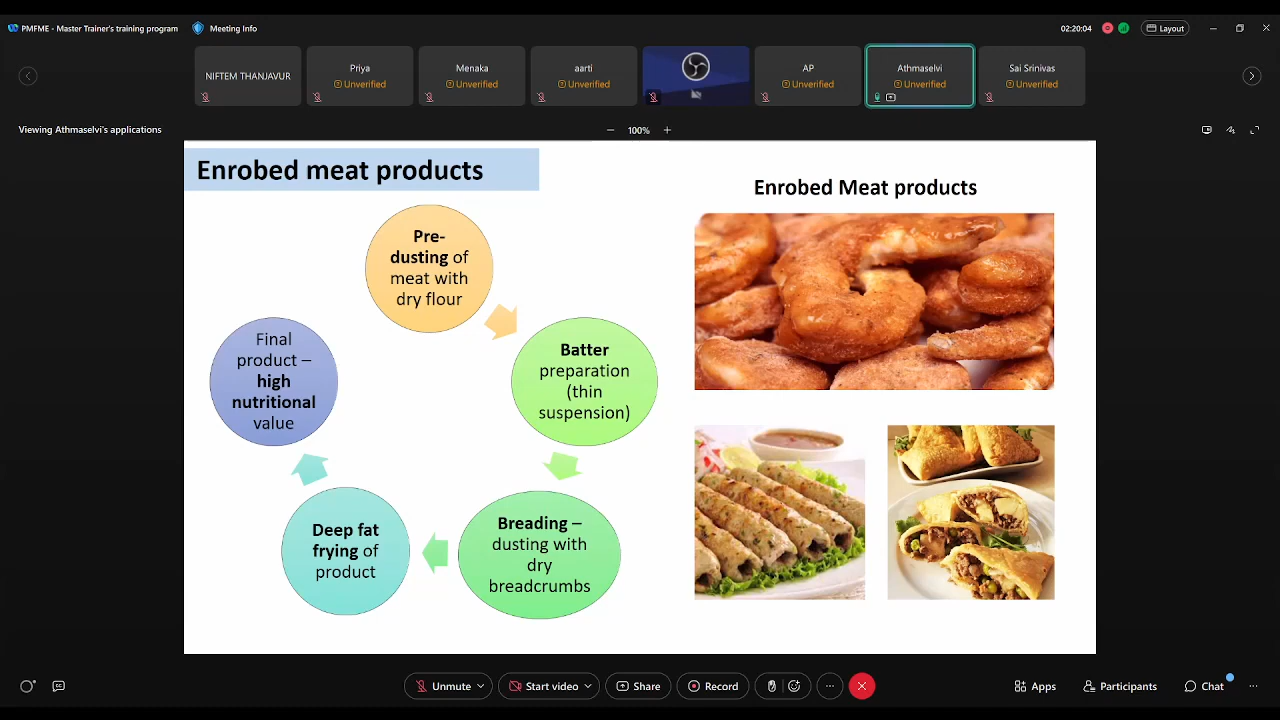 PMFME - Master Trainer's training program
Meeting Info
02:20:04
Layout
NIFTEM THANJAVUR
Priya
Unverified
Menaka
Unverified
aarti
Unverified
AP
Unverified
Athmaselvi
Unverified
Sai Srinivas
Unverified
Viewing Athmaselvi's applications
100%
Enrobed meat products
Pre-
dusting of
meat with
dry flour
Batter
preparation
(thin
suspension)
Breading –
dusting with
dry
breadcrumbs
Deep fat
frying of
product
Final
product –
high
nutritional
value
Enrobed Meat products
Unmute
Start video
Share
Record
Apps
Participants
Chat